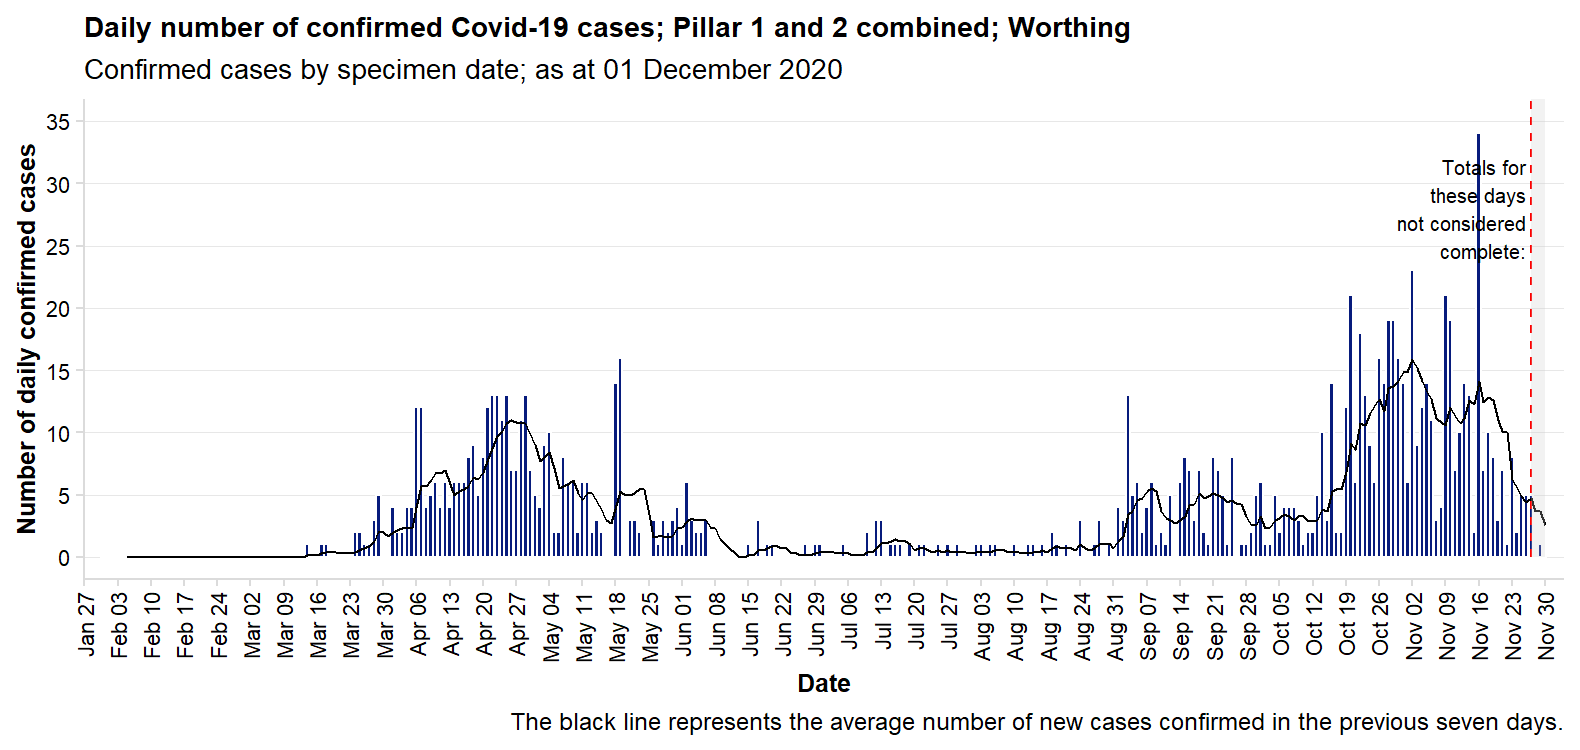 Daily number of confirmed Covid-19 cases; Pillar 1 and 2 combined; Worthing
Confirmed cases by specimen date; as at 01 December 2020
Number of daily confirmed cases
35
30
25
20
15
10
5
0
Totals for
these days
not considered
complete:
Jan 27
Feb 03
Feb 10
Feb 17
Feb 24
Mar 02
Mar 09
Mar 16
Mar 23
Mar 30
Apr 06
Apr 13
Apr 20
Apr 27
May 04
May 11
May 18
May 25
Jun 01
Jun 08
Jun 15
Jun 22
Jun 29
Jul 06
Jul 13
Jul 20
Jul 27
Aug 03
Aug 10
Aug 17
Aug 24
Aug 31
Sep 07
Sep 14
Sep 21
Sep 28
Oct 05
Oct 12
Oct 19
Oct 26
Nov 02
Nov 09
Nov 16
Nov 23
Nov 30
Date
The black line represents the average number of new cases confirmed in the previous seven days.